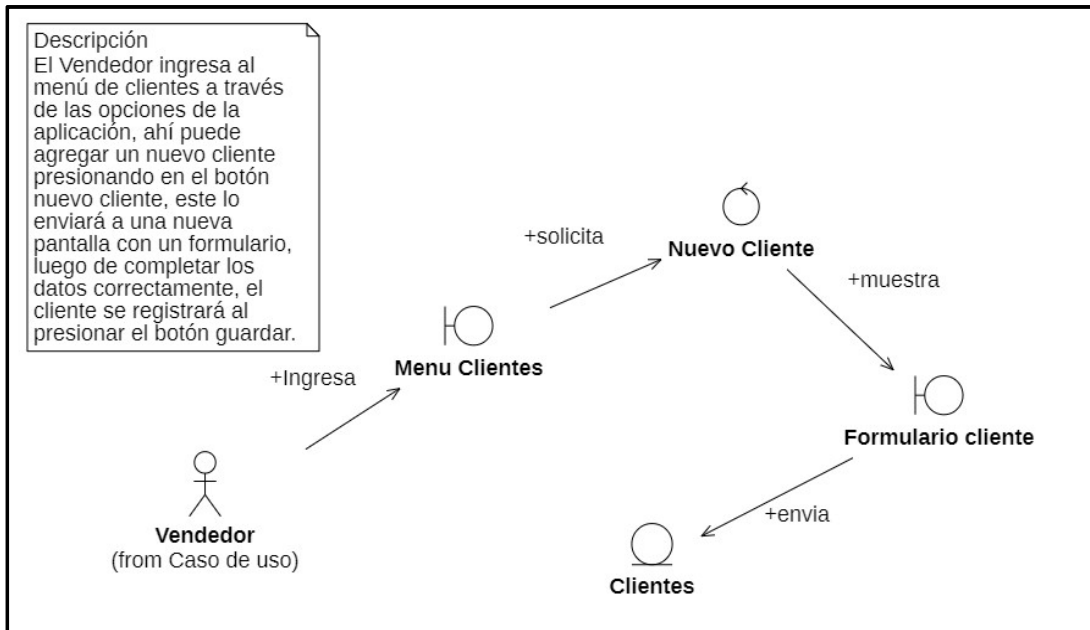 Descripción
El Vendedor ingresa al
menú de clientes a través
de las opciones de la
aplicación, ahí puede
agregar un nuevo cliente
presionando en el botón
nuevo cliente, este lo
enviará a una nueva
pantalla con un formulario,
luego de completar los
datos correctamente, el
cliente se registrará al
presionar el botón guardar.
+solicita
Nuevo Cliente
+muestra
Menu Clientes
+Ingresa
Formulario cliente
+envia
Vendedor
(from Caso de uso)
Clientes